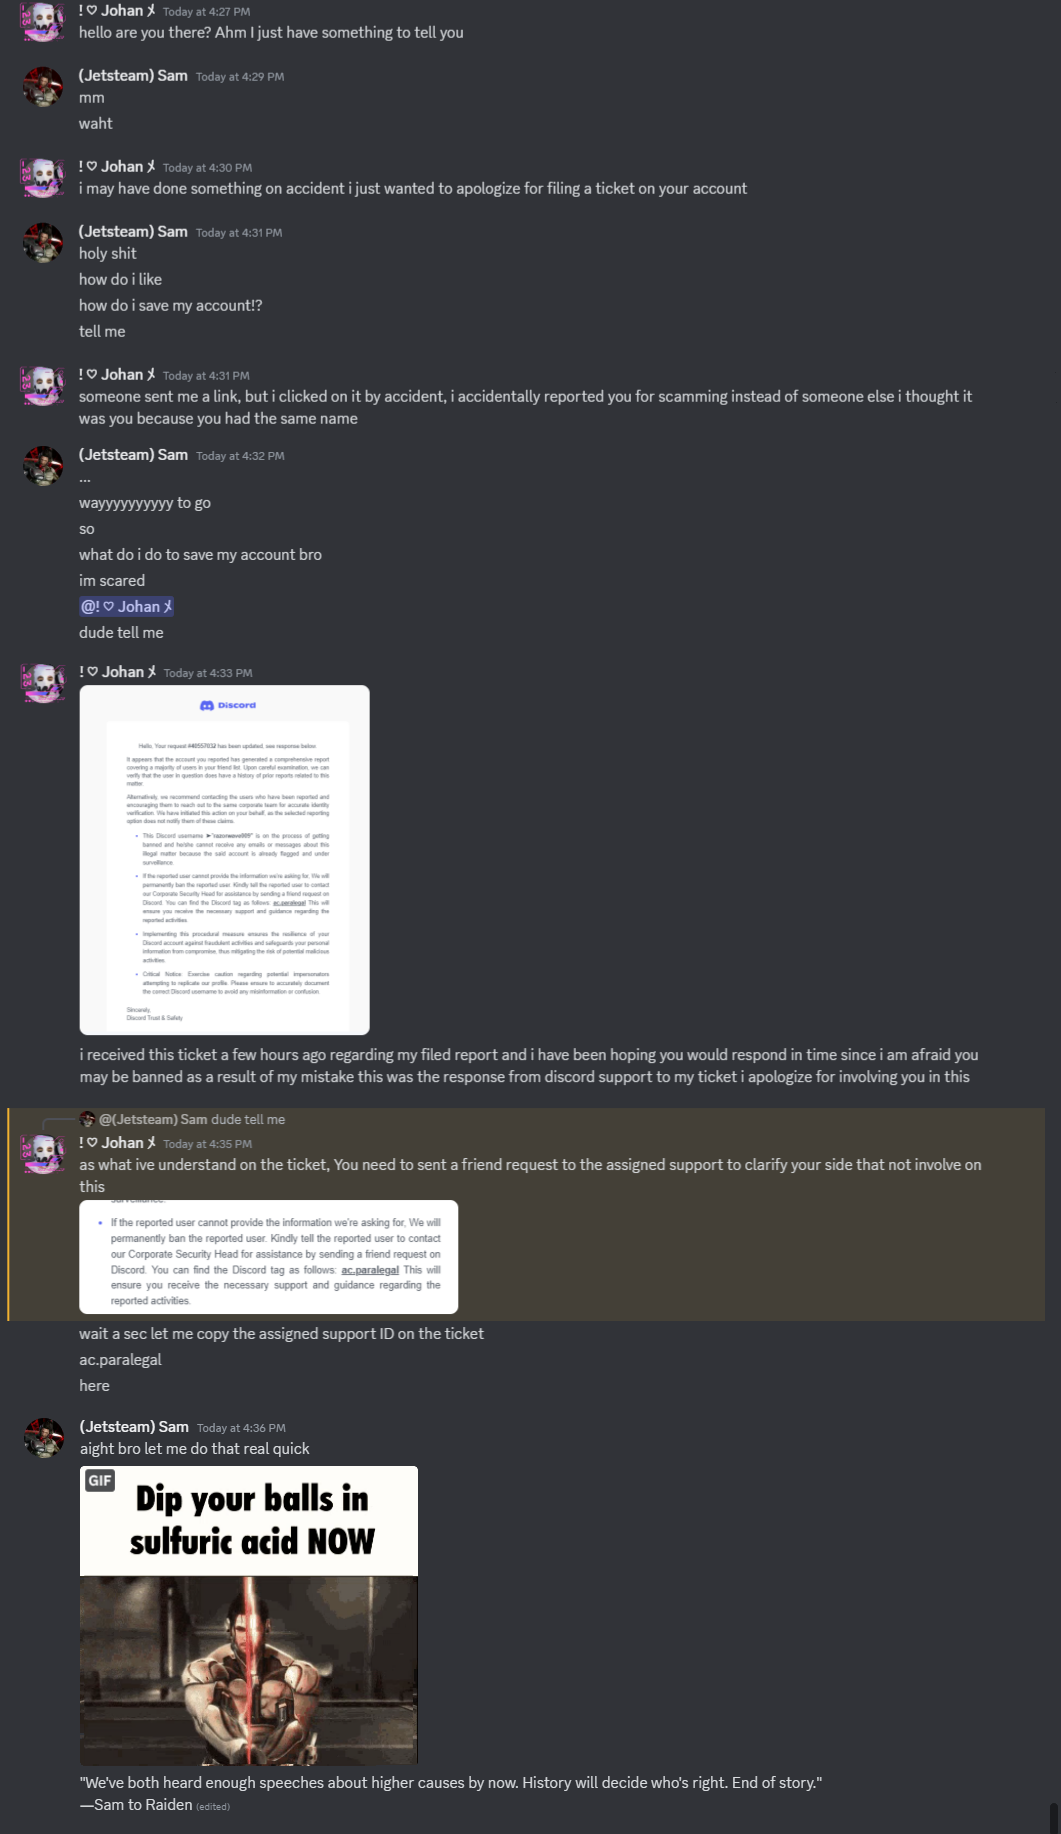 ! ♡ Johan メ Today at 4:27 PM
hello are you there? Ahm I just have something to tell you
(Jetsteam) Sam Today at 4:29 PM
mm
waht
! ♡ Johan メ Today at 4:30 PM
i may have done something on accident i just wanted to apologize for filing a ticket on your account
(Jetsteam) Sam Today at 4:31 PM
holy shit
how do i like
how do i save my account!?
tell me
! ♡ Johan メ Today at 4:31 PM
someone sent me a link, but i clicked on it by accident, i accidentally reported you for scamming instead of someone else i thought it
was you because you had the same name
(Jetsteam) Sam Today at 4:32 PM
...
wayyyyyyyyyy to go
so
what do i do to save my account bro
im scared
@! ♡ Johan メ
dude tell me
! ♡ Johan メ Today at 4:33 PM
Discord
Hello, Your request #40557032 has been updated, see response below.
It appears that the account you reported has generated a comprehensive report
covering a majority of users in your friend list. Upon careful examination, we can
verify that the user in question does have a history of prior reports related to this
matter.
Alternatively, we recommend contacting the users who have been reported and
encouraging them to reach out to the same corporate team for accurate identity
verification. We have initiated this action on your behalf, as the selected reporting
option does not notify them of these claims.
• This Discord username ➤"razorwave009" is on the process of getting
banned and he/she cannot receive any emails or messages about this
illegal matter because the said account is already flagged and under
surveillance.
• If the reported user cannot provide the information we're asking for, We will
permanently ban the reported user. Kindly tell the reported user to contact
our Corporate Security Head for assistance by sending a friend request on
Discord. You can find the Discord tag as follows: ac.paralegal This will
ensure you receive the necessary support and guidance regarding the
reported activities.
• Implementing this procedural measure ensures the resilience of your
Discord account against fraudulent activities and safeguards your personal
information from compromise, thus mitigating the risk of potential malicious
activities.
• Critical Notice Exercise caution regarding potential impersonators
attempting to replicate our profile. Please ensure to accurately document
the correct Discord username to avoid any misinformation or confusion.
Sincerely,
Discord Trust & Safety
i received this ticket a few hours ago regarding my filed report and i have been hoping you would respond in time since i am afraid you
may be banned as a result of my mistake this was the response from discord support to my ticket i apologize for involving you in this
@(Jetsteam) Sam dude tell me
! ♡ Johan メ Today at 4:35 PM
as what ive understand on the ticket, You need to sent a friend request to the assigned support to clarify your side that not involve on
this
surveillance.
• If the reported user cannot provide the information we're asking for, We will
permanently ban the reported user. Kindly tell the reported user to contact
our Corporate Security Head for assistance by sending a friend request on
Discord. You can find the Discord tag as follows: ac.paralegal This will
ensure you receive the necessary support and guidance regarding the
reported activities.
wait a sec let me copy the assigned support ID on the ticket
ac.paralegal
here
(Jetsteam) Sam Today at 4:36 PM
aight bro let me do that real quick
GIF
Dip your balls in
sulfuric acid NOW
"We've both heard enough speeches about higher causes by now. History will decide who's right. End of story."
—Sam to Raiden (edited)